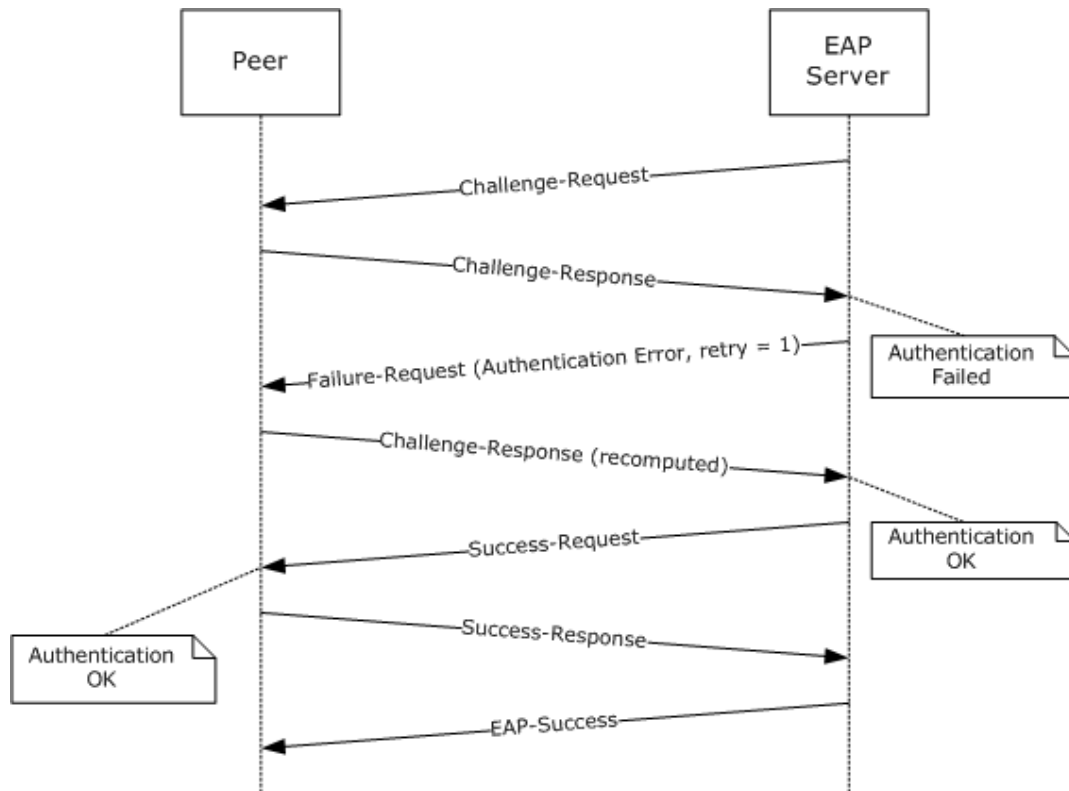 Peer
EAP
Server
Challenge-Request
Challenge-Response
Authentication
Failed
Failure-Request (Authentication Error, retry = 1)
Challenge-Response (recomputed)
Authentication
OK
Success-Request
Success-Response
Authentication
OK
EAP-Success